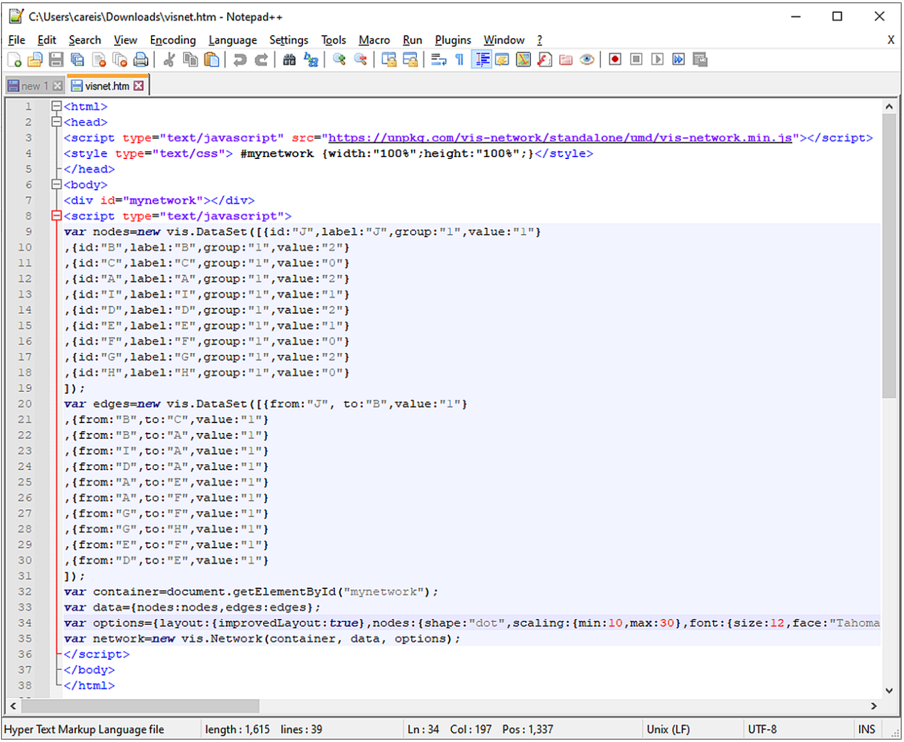 C:\Users\careis\Downloads\visnet.htm - Notepad++
File Edit Search View Encoding Language Settings Tools Macro Run Plugins Window ? X
new 1 visnet.htm
1 <html>
2 <head>
3 <script type="text/javascript" src="https://unpkg.com/vis-network/standalone/umd/vis-network.min.js"></script>
4 <style type="text/css"> #mynetwork {width:"100%";height:"100%";}</style>
5 </head>
6 <body>
7 <div id="mynetwork"></div>
8 <script type="text/javascript">
9 var nodes=new vis.DataSet([{id:"J",label:"J",group:"1",value:"1"}
10 ,{id:"B",label:"B",group:"1",value:"2"}
11 ,{id:"C",label:"C",group:"1",value:"0"}
12 ,{id:"A",label:"A",group:"1",value:"2"}
13 ,{id:"I",label:"I",group:"1",value:"1"}
14 ,{id:"D",label:"D",group:"1",value:"2"}
15 ,{id:"E",label:"E",group:"1",value:"1"}
16 ,{id:"F",label:"F",group:"1",value:"0"}
17 ,{id:"G",label:"G",group:"1",value:"2"}
18 ,{id:"H",label:"H",group:"1",value:"0"}
19 ]);
20 var edges=new vis.DataSet([{from:"J", to:"B",value:"1"}
21 ,{from:"B",to:"C",value:"1"}
22 ,{from:"B",to:"A",value:"1"}
23 ,{from:"I",to:"A",value:"1"}
24 ,{from:"D",to:"A",value:"1"}
25 ,{from:"A",to:"E",value:"1"}
26 ,{from:"A",to:"F",value:"1"}
27 ,{from:"G",to:"F",value:"1"}
28 ,{from:"G",to:"H",value:"1"}
29 ,{from:"E",to:"F",value:"1"}
30 ,{from:"D",to:"E",value:"1"}
31 ]);
32 var container=document.getElementById("mynetwork");
33 var data={nodes:nodes,edges:edges};
34 var options={layout:{improvedLayout:true},nodes:{shape:"dot",scaling:{min:10,max:30},font:{size:12,face:"Tahoma
35 var network=new vis.Network(container, data, options);
36 </script>
37 </body>
38 </html>
Hyper Text Markup Language file length : 1,615 lines : 39 Ln : 34 Col : 197 Pos : 1,337 Unix (LF) UTF-8 INS